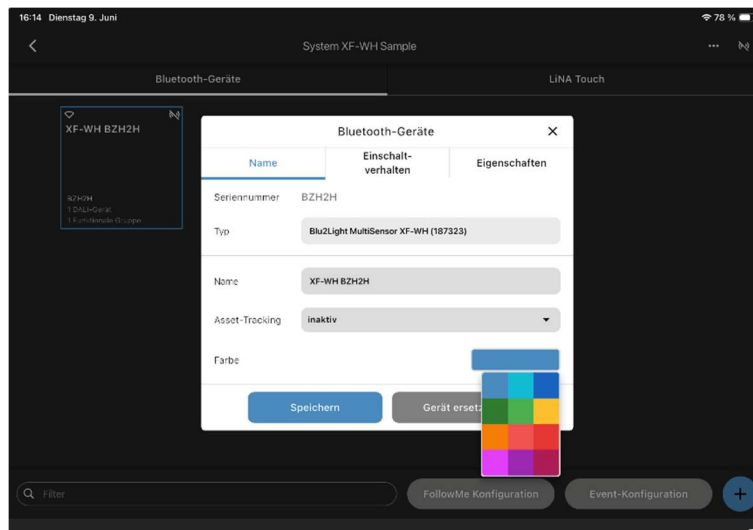 16:14 Dienstag 9. Juni
78 %
System XF-WH Sample
Bluetooth-Geräte
LiNA Touch
XF-WH BZH2H
BZH2H
1 DALI-Gerät
1 Funktionale Gruppe
Bluetooth-Geräte
Name
Einschalt-
verhalten
Eigenschaften
Seriennummer BZH2H
Typ Blu2Light MultiSensor XF-WH (187323)
Name XF-WH BZH2H
Asset-Tracking inaktiv
Farbe
Speichern
Gerät ersetz
Filter
FollowMe Konfiguration
Event-Konfiguration